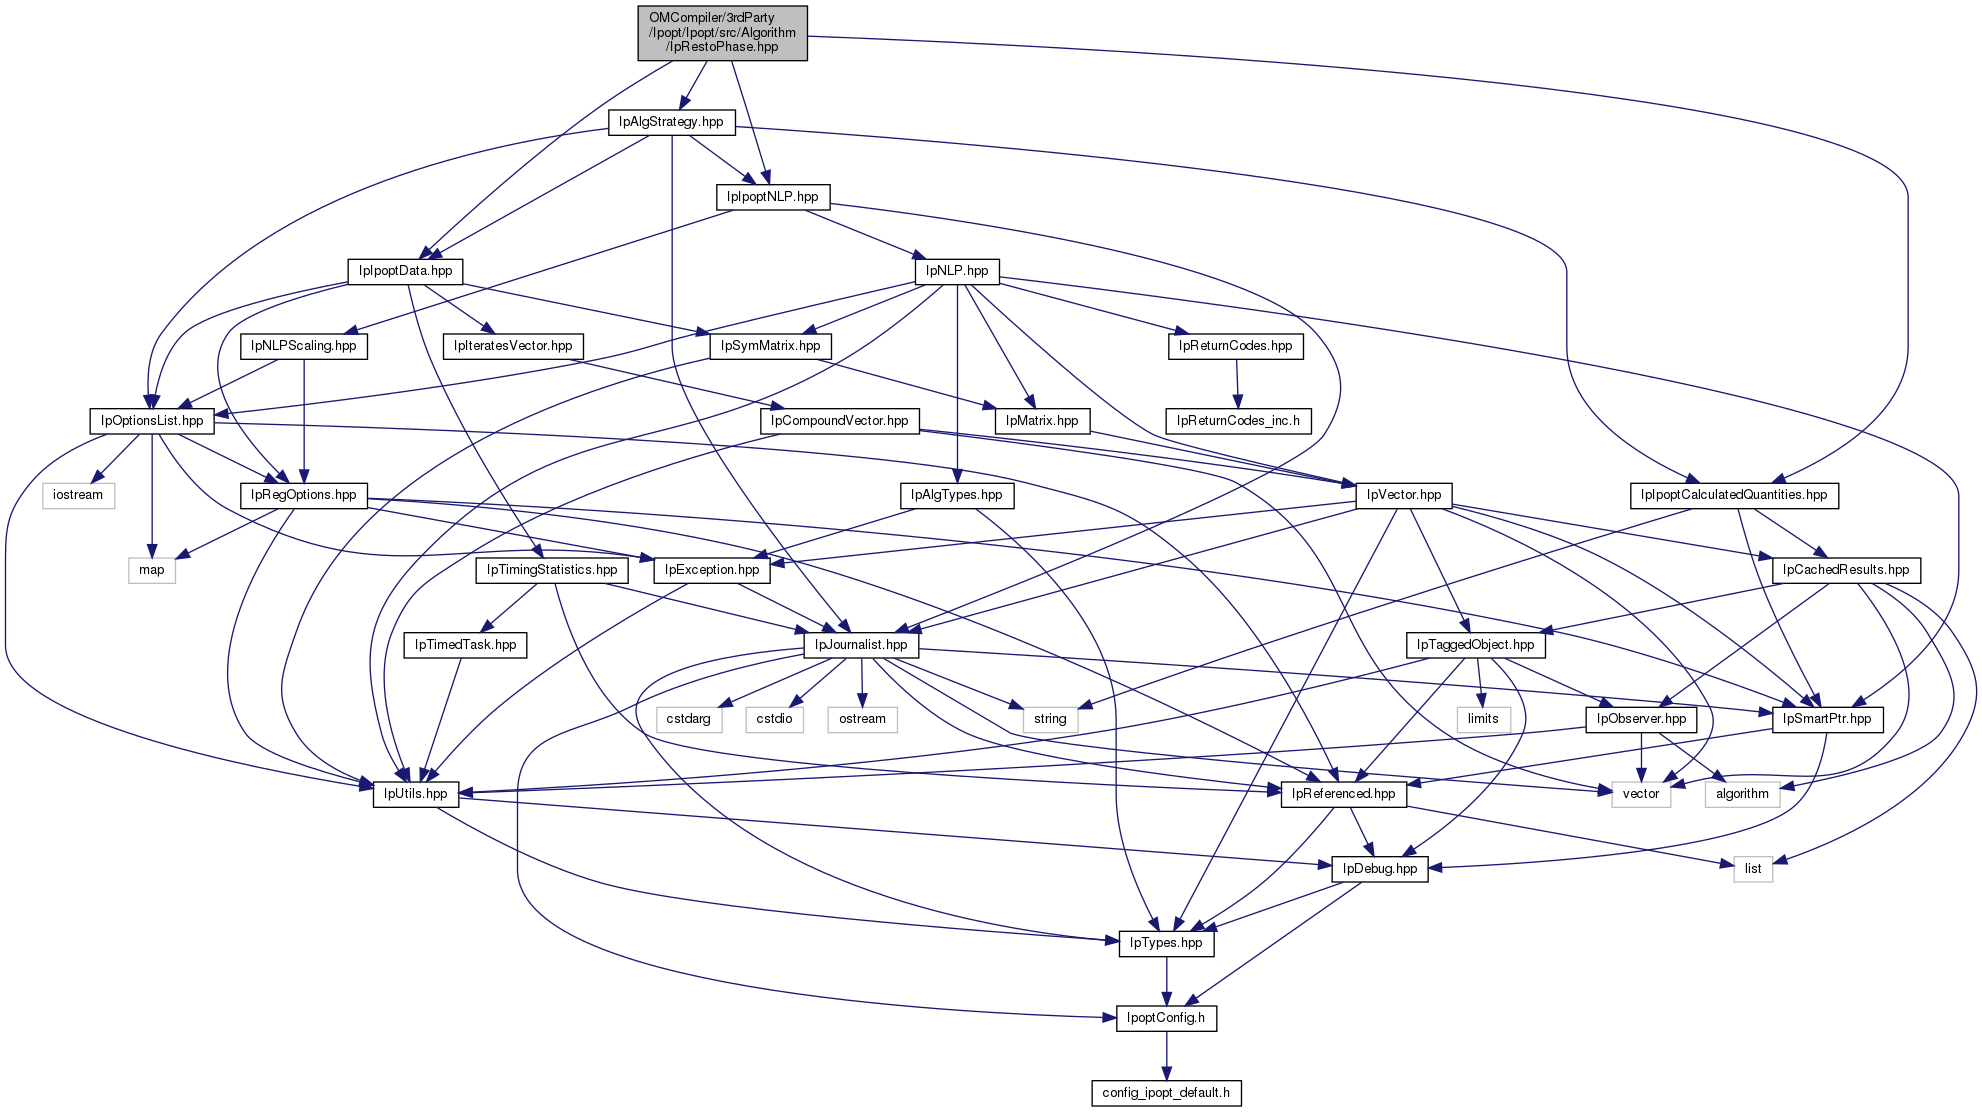 OMCompiler/3rdParty
/Ipopt/Ipopt/src/Algorithm
/IpRestoPhase.hpp
IpAlgStrategy.hpp
IpIpoptNLP.hpp
IpIpoptData.hpp
IpNLP.hpp
IpNLPScaling.hpp
IpIteratesVector.hpp
IpSymMatrix.hpp
IpReturnCodes.hpp
IpOptionsList.hpp
IpCompoundVector.hpp
IpMatrix.hpp
IpReturnCodes_inc.h
iostream
IpRegOptions.hpp
IpAlgTypes.hpp
IpVector.hpp
IpIpoptCalculatedQuantities.hpp
map
IpTimingStatistics.hpp
IpException.hpp
IpCachedResults.hpp
IpTimedTask.hpp
IpJournalist.hpp
IpTaggedObject.hpp
cstdarg
cstdio
ostream
string
limits
IpObserver.hpp
IpSmartPtr.hpp
IpUtils.hpp
IpReferenced.hpp
vector
algorithm
IpDebug.hpp
list
IpTypes.hpp
IpoptConfig.h
config_ipopt_default.h